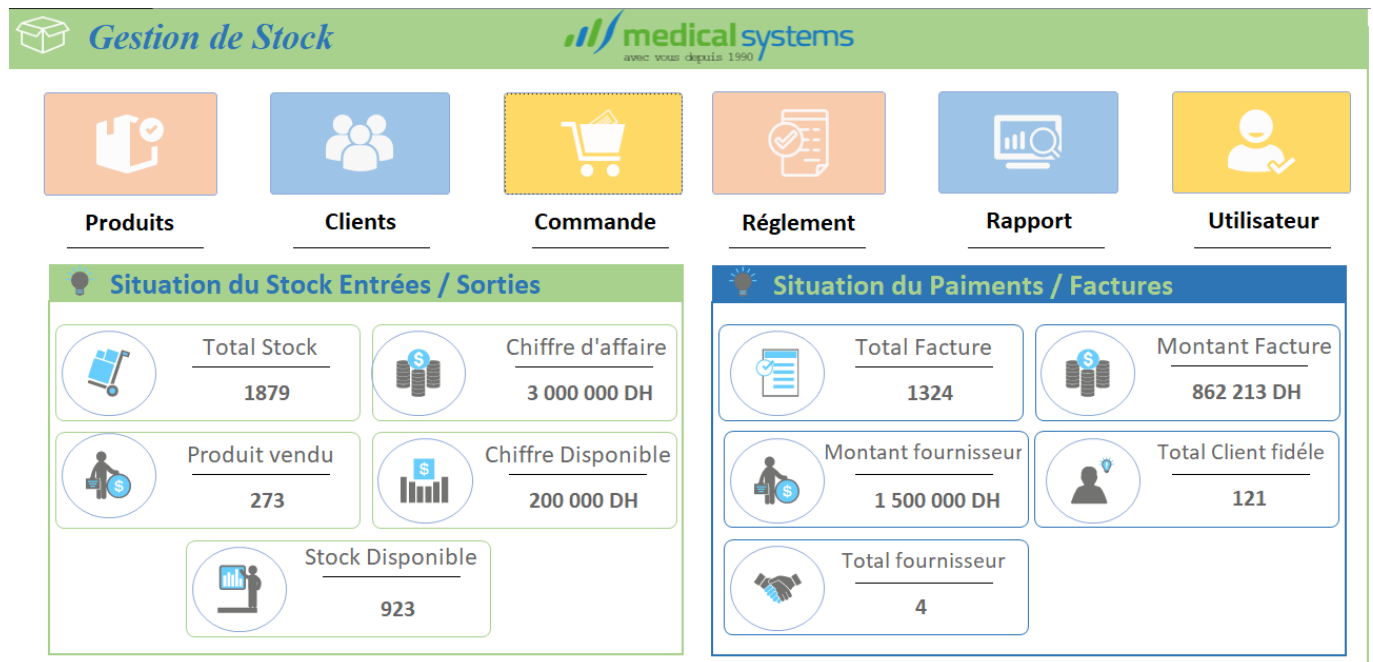 Gestion de Stock
medical systems
avec vous depuis 1990
Produits
Clients
Commande
Réglement
Rapport
Utilisateur
Situation du Stock Entrées / Sorties
Total Stock
1879
Chiffre d'affaire
3 000 000 DH
Produit vendu
273
Chiffre Disponible
200 000 DH
Stock Disponible
923
Situation du Paiments / Factures
Total Facture
1324
Montant Facture
862 213 DH
Montant fournisseur
1 500 000 DH
Total Client fidéle
121
Total fournisseur
4